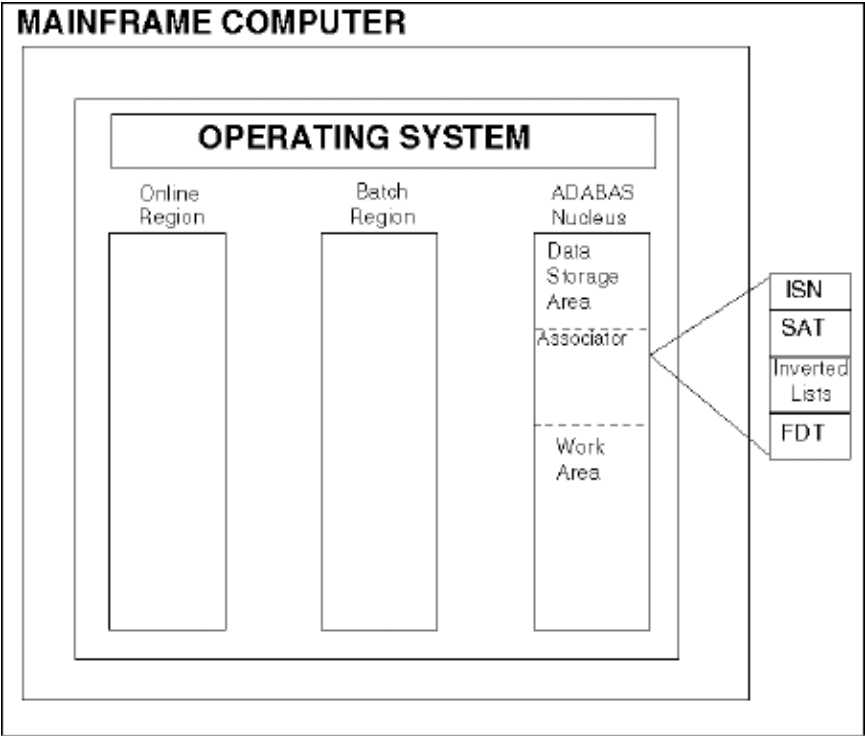 MAINFRAME COMPUTER
OPERATING SYSTEM
Online
Region
Batch
Region
ADABAS
Nucleus
Data
Storage
Area
Associator
Work
Area
ISN
SAT
Inverted
Lists
FDT